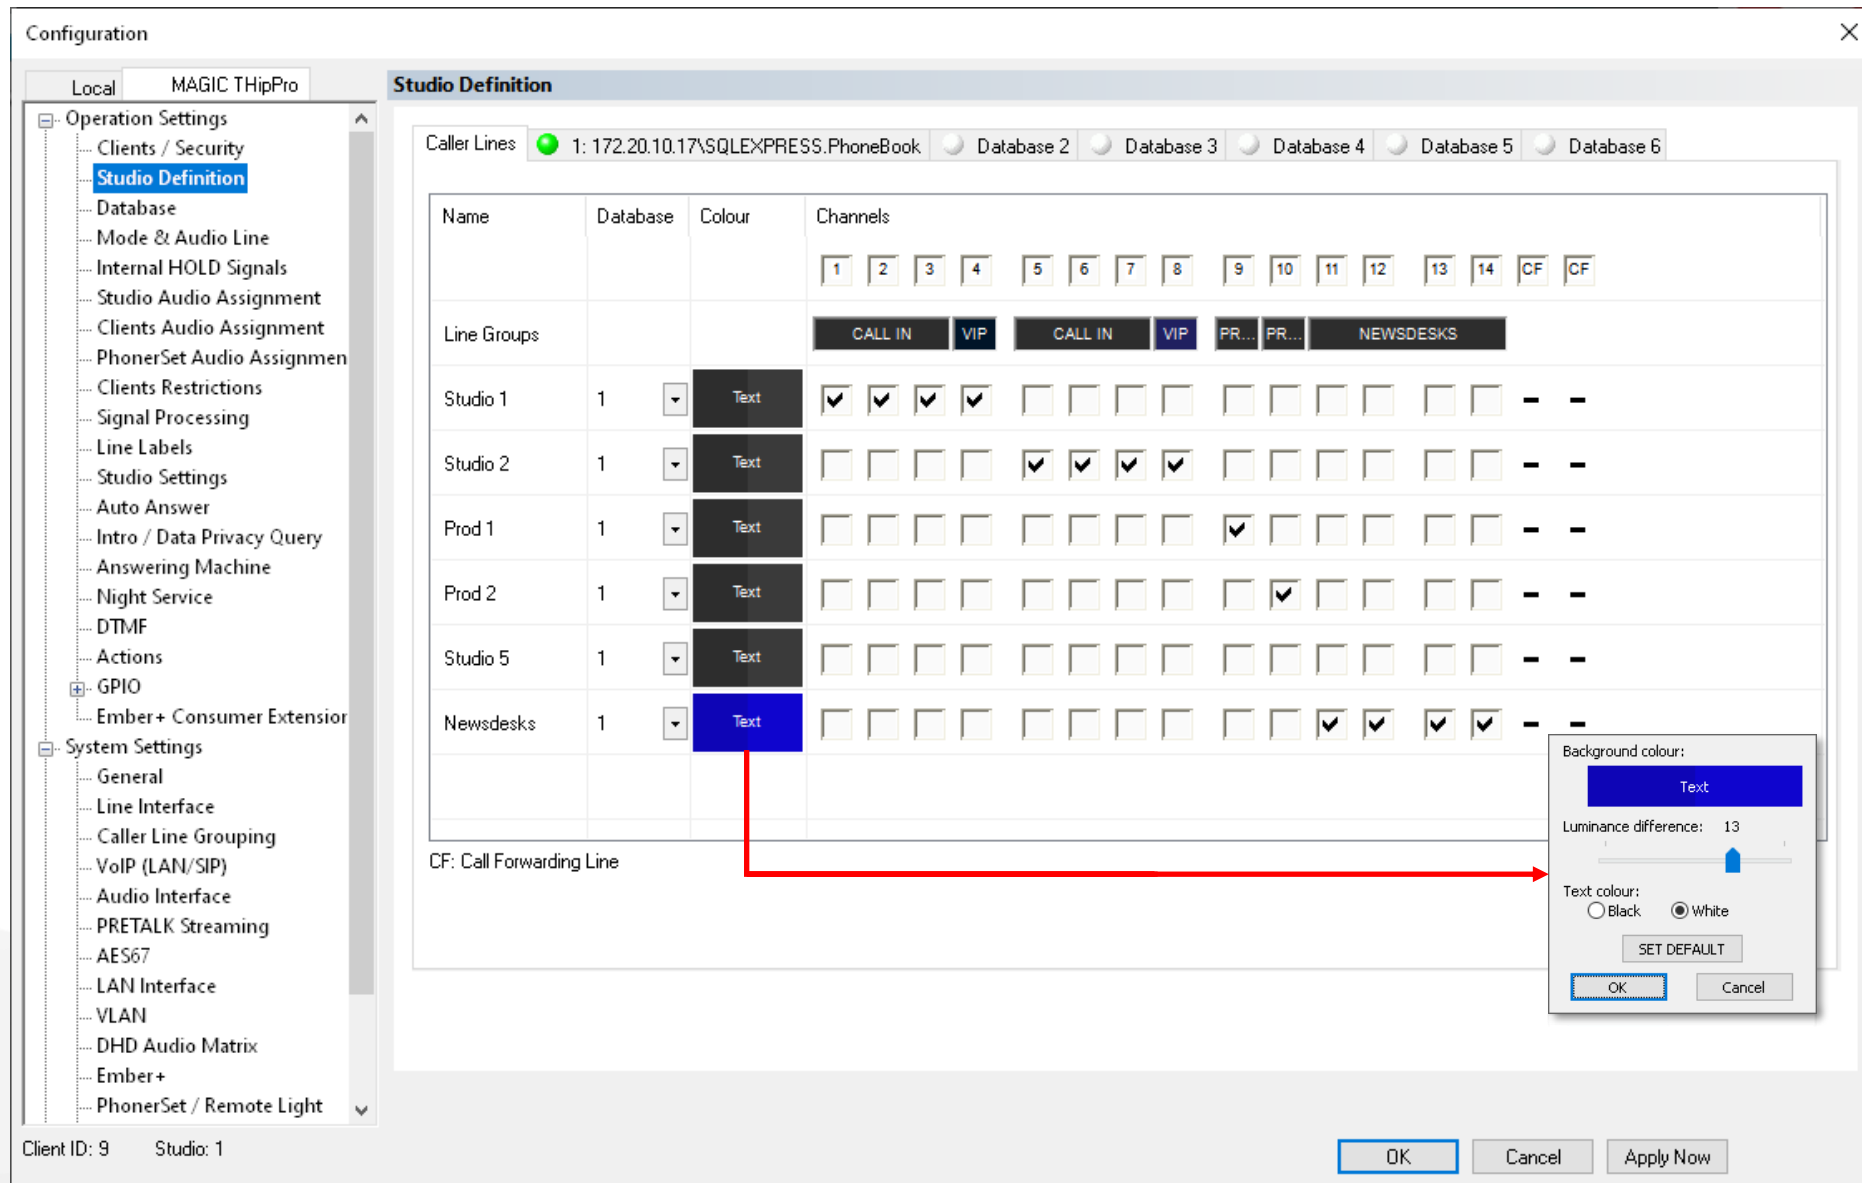 Configuration
Local MAGIC THipPro
Operation Settings
Clients / Security
Studio Definition
Database
Mode & Audio Line
Internal HOLD Signals
Studio Audio Assignment
Clients Audio Assignment
PhonerSet Audio Assignmen
Clients Restrictions
Signal Processing
Line Labels
Studio Settings
Auto Answer
Intro / Data Privacy Query
Answering Machine
Night Service
DTMF
Actions
GPIO
Ember+ Consumer Extension
System Settings
General
Line Interface
Caller Line Grouping
VoIP (LAN/SIP)
Audio Interface
PRETALK Streaming
AES67
LAN Interface
VLAN
DHD Audio Matrix
Ember+
PhonerSet / Remote Light
Client ID: 9 Studio: 1
Studio Definition
Caller Lines 1: 172.20.10.17\SQLEXPRESS.PhoneBook Database 2 Database 3 Database 4 Database 5 Database 6
Name Database Colour Channels
1 2 3 4 5 6 7 8 9 10 11 12 13 14 CF CF
Line Groups CALL IN VIP CALL IN VIP PR... PR... NEWSDESKS
Studio 1 1 Text
Studio 2 1 Text
Prod 1 1 Text
Prod 2 1 Text
Studio 5 1 Text
Newsdesks 1 Text
CF: Call Forwarding Line
Background colour:
Text
Luminance difference: 13
Text colour:
Black White
SET DEFAULT
OK Cancel
OK Cancel Apply Now